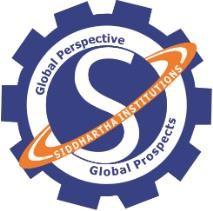 Global Perspective
S
SIDDHARTHA INSTITUTIONS
Global Prospects